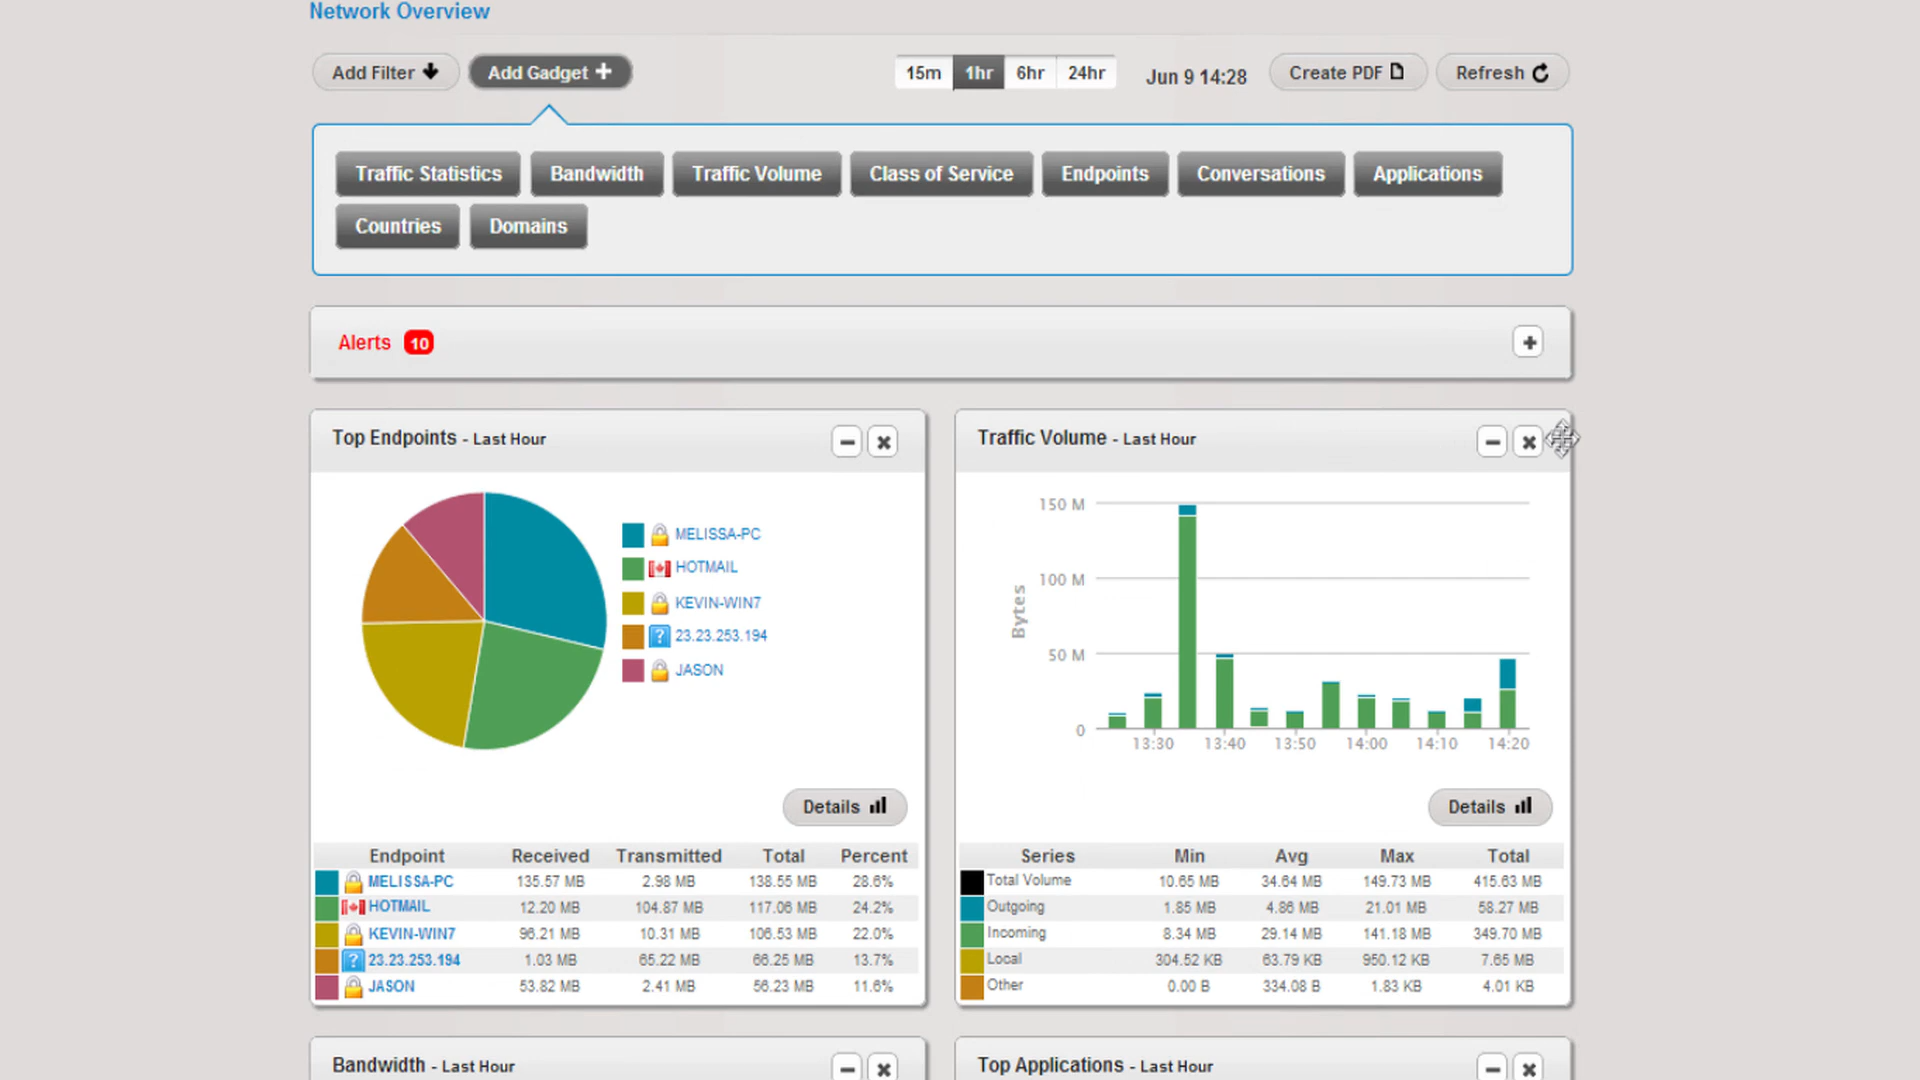 Network Overview
Add Filter Add Gadget 15m 1hr 6hr 24hr Jun 9 14:28 Create PDF Refresh
Traffic Statistics Bandwidth Traffic Volume Class of Service Endpoints Conversations Applications
Countries Domains
Alerts 10
Top Endpoints - Last Hour
MELISSA-PC
HOTMAIL
KEVIN-WIN7
23.23.253.194
JASON
Details
Endpoint Received Transmitted Total Percent
MELISSA-PC 135.57 MB 2.98 MB 138.55 MB 28.6%
HOTMAIL 12.20 MB 104.87 MB 117.06 MB 24.2%
KEVIN-WIN7 96.21 MB 10.31 MB 106.53 MB 22.0%
23.23.253.194 1.03 MB 65.22 MB 66.25 MB 13.7%
JASON 53.82 MB 2.41 MB 56.23 MB 11.6%
Traffic Volume - Last Hour
150 M
100 M
50 M
0
Bytes
13:30 13:40 13:50 14:00 14:10 14:20
Details
Series Min Avg Max Total
Total Volume 10.65 MB 34.64 MB 149.73 MB 415.63 MB
Outgoing 1.85 MB 4.86 MB 21.01 MB 58.27 MB
Incoming 8.34 MB 29.14 MB 141.18 MB 349.70 MB
Local 304.52 KB 63.79 KB 950.12 KB 7.65 MB
Other 0.00 B 334.08 B 1.83 KB 4.01 KB
Bandwidth - Last Hour
Top Applications - Last Hour